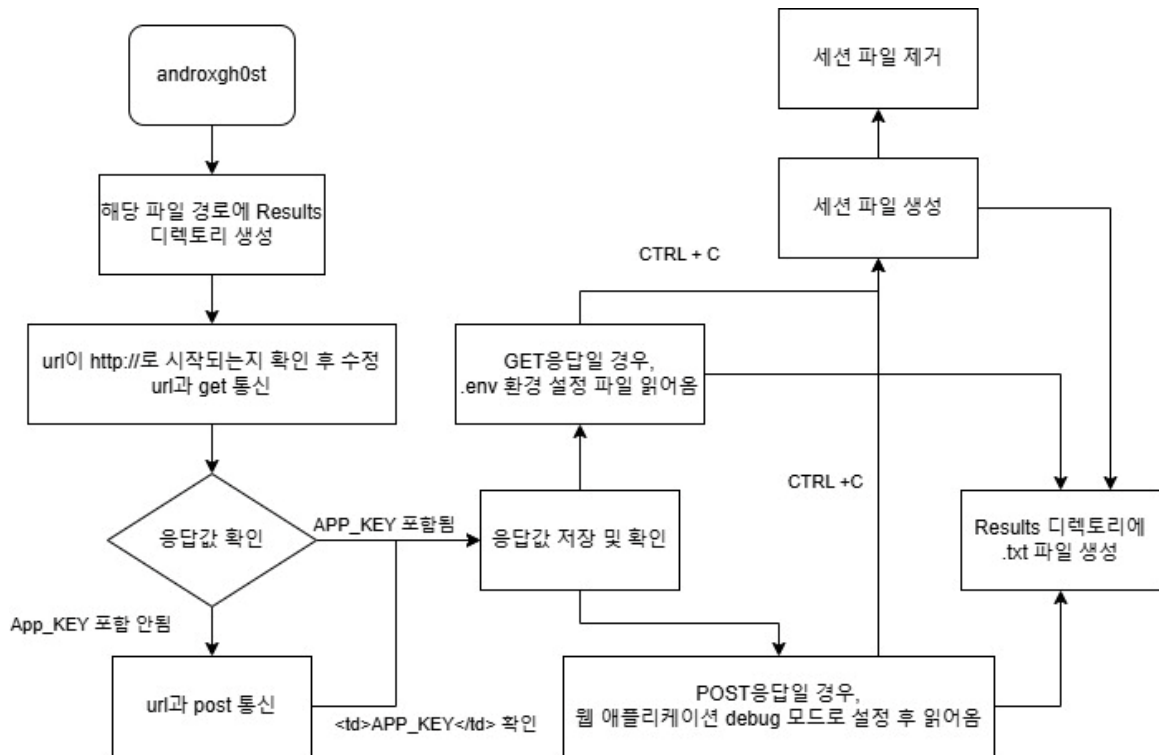 androxgh0st
해당 파일 경로에 Results
디렉토리 생성
url이 http://로 시작되는지 확인 후 수정
url과 get 통신
응답값 확인
APP_KEY 포함됨
App_KEY 포함 안됨
url과 post 통신
<td>APP_KEY</td> 확인
응답값 저장 및 확인
GET응답일 경우,
.env 환경 설정 파일 읽어옴
CTRL + C
POST응답일 경우,
웹 애플리케이션 debug 모드로 설정 후 읽어옴
CTRL +C
세션 파일 생성
세션 파일 제거
Results 디렉토리에
.txt 파일 생성